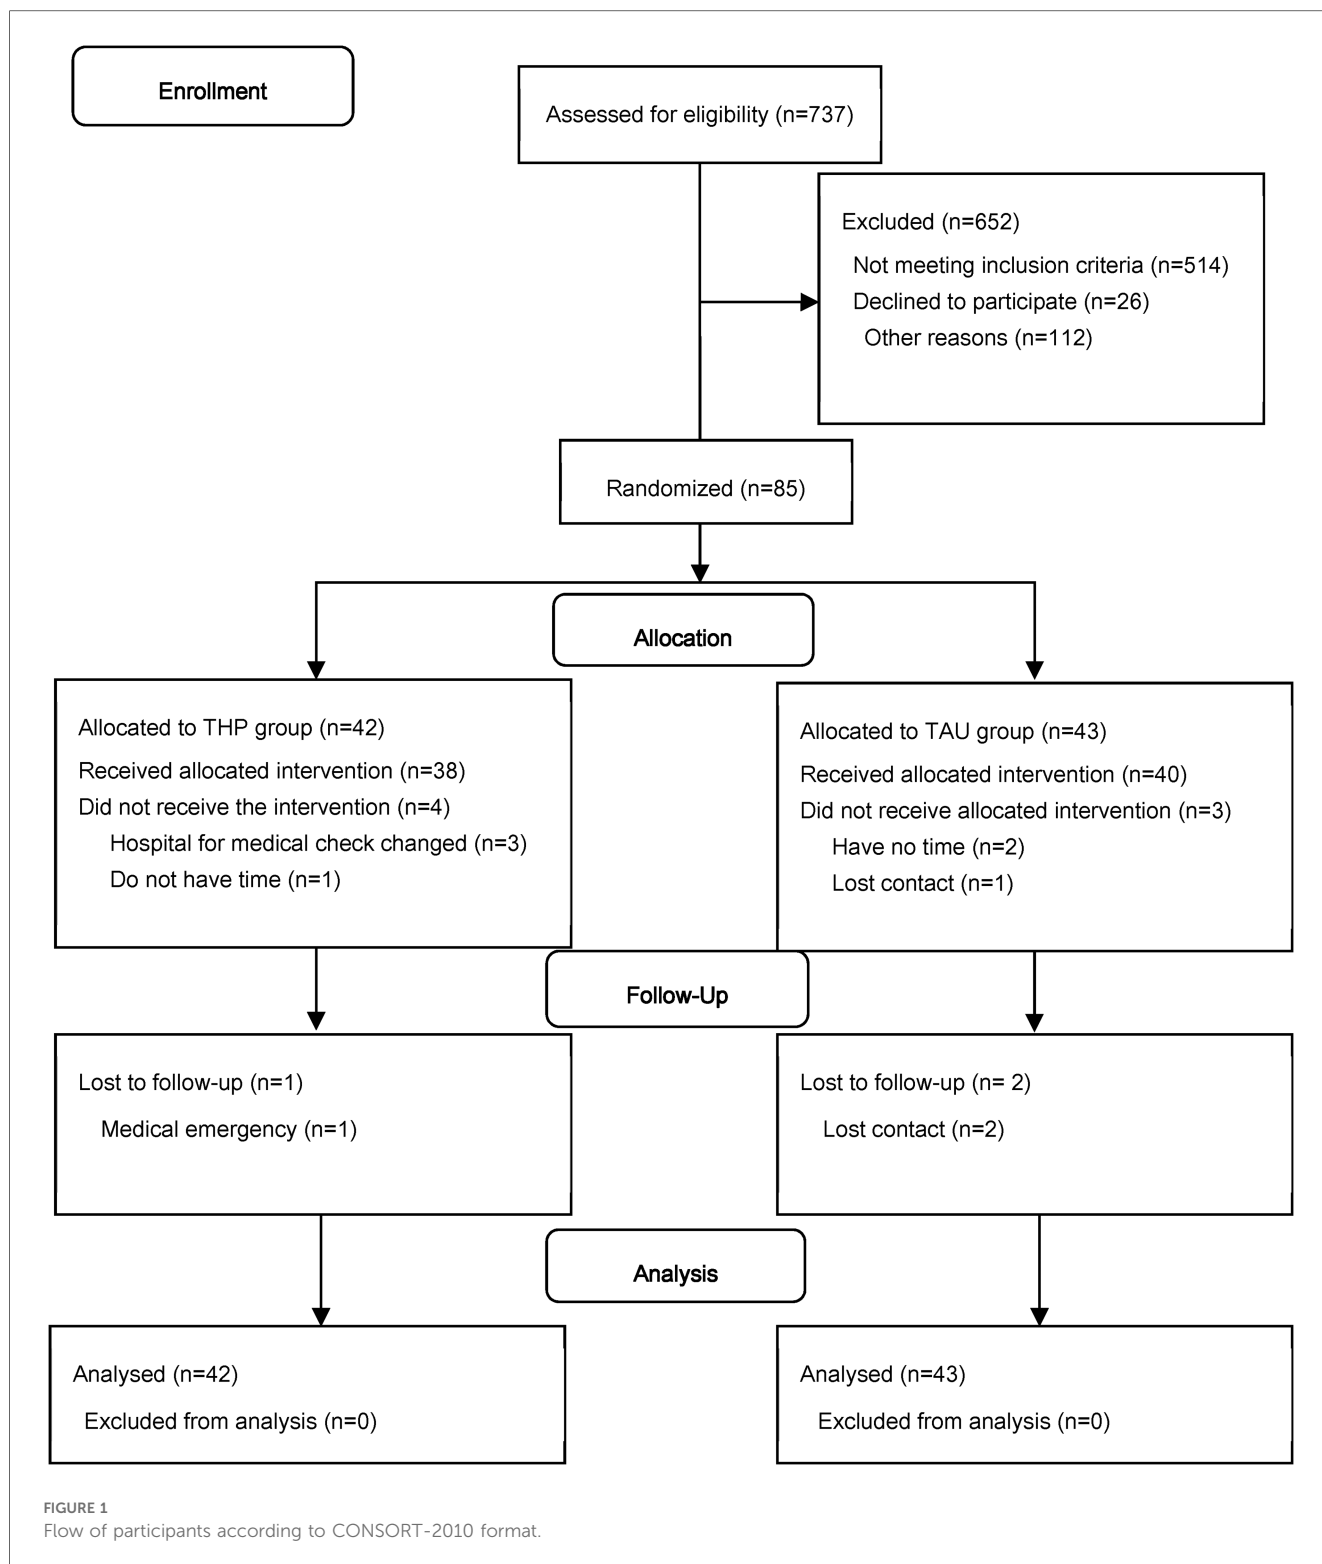 Enrollment
Assessed for eligibility (n=737)
Excluded (n=652)
Not meeting inclusion criteria (n=514)
Declined to participate (n=26)
Other reasons (n=112)
Randomized (n=85)
Allocation
Allocated to THP group (n=42)
Received allocated intervention (n=38)
Did not receive the intervention (n=4)
Hospital for medical check changed (n=3)
Do not have time (n=1)
Allocated to TAU group (n=43)
Received allocated intervention (n=40)
Did not receive allocated intervention (n=3)
Have no time (n=2)
Lost contact (n=1)
Follow-Up
Lost to follow-up (n=1)
Medical emergency (n=1)
Lost to follow-up (n= 2)
Lost contact (n=2)
Analysis
Analysed (n=42)
Excluded from analysis (n=0)
Analysed (n=43)
Excluded from analysis (n=0)
FIGURE 1
Flow of participants according to CONSORT-2010 format.